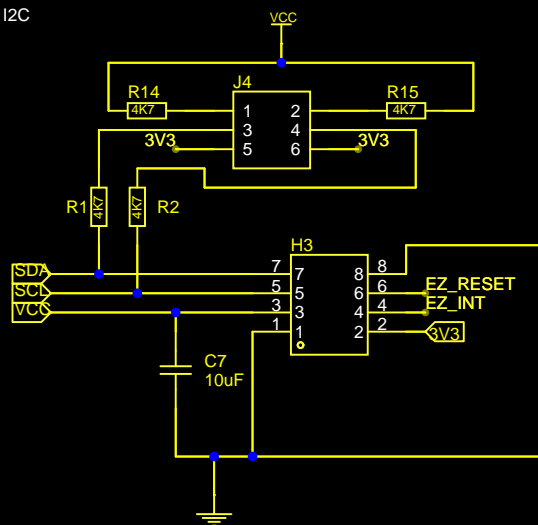 I2C
VCC
R14
4K7
J4
R15
4K7
1 2
3 4
5 6
3V3
3V3
R1
4K7
4K7
R2
H3
SDA
SCL
VCC
7 7 8 8
5 5 6 6
3 3 4 4
1 1 2 2
EZ_RESET
EZ_INT
3V3
C7
10uF